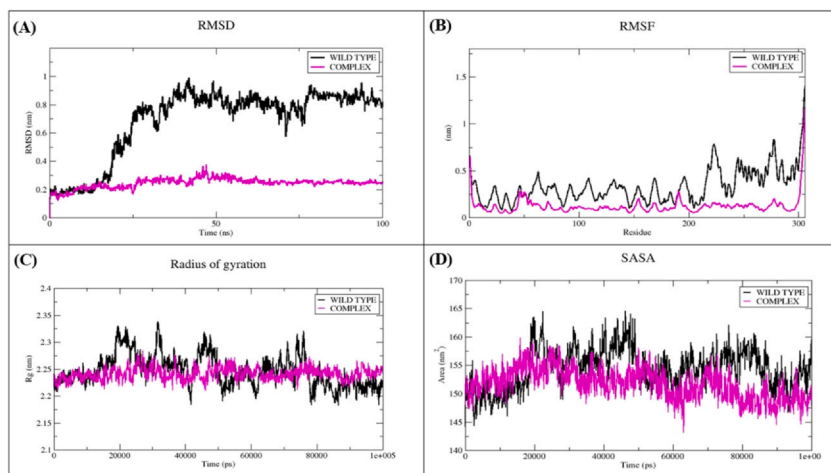 (A)
RMSD
WILD TYPE
COMPLEX
1
0.8
0.6
0.4
0.2
0
RMSD (nm)
0
50
100
Time (ns)
(B)
RMSF
WILD TYPE
COMPLEX
1.5
1
0.5
0
(nm)
0
100
200
300
Residue
(C)
Radius of gyration
WILD TYPE
COMPLEX
2.4
2.35
2.3
2.25
2.2
2.15
2.1
Rg (nm)
0
20000
40000
60000
80000
1e+005
Time (ps)
(D)
SASA
WILD TYPE
COMPLEX
170
165
160
155
150
145
140
Area (nm²)
0
20000
40000
60000
80000
1e+00
Time (ps)